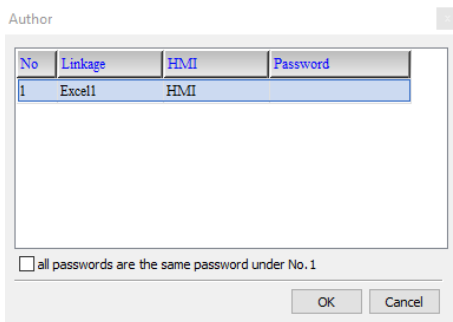 Author
No Linkage HMI Password
1 Excel1 HMI
all passwords are the same password under No.1
OK Cancel